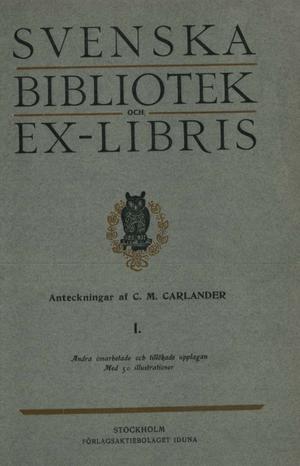 SVENSKA
BIBLIOTEK
OCH
EX-LIBRIS
Anteckningar af C. M. CARLANDER
I.
Andra omarbetade och tillökade upplagan
Med 50 illustrationer
STOCKHOLM
FÖRLAGSAKTIEBOLAGET IDUNA